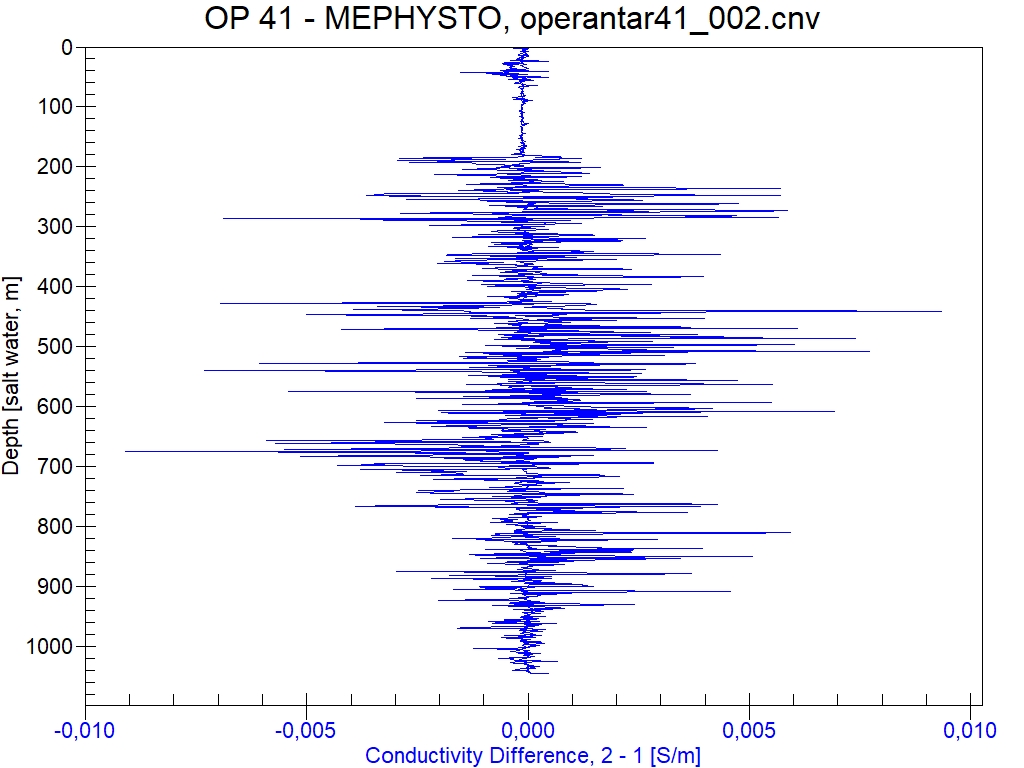 OP 41 - MEPHYSTO, operantar41_002.cnv
0
100
200
300
400
500
600
700
800
900
1000
Depth [salt water, m]
-0,010 -0,005 0,000 0,005 0,010
Conductivity Difference, 2 - 1 [S/m]